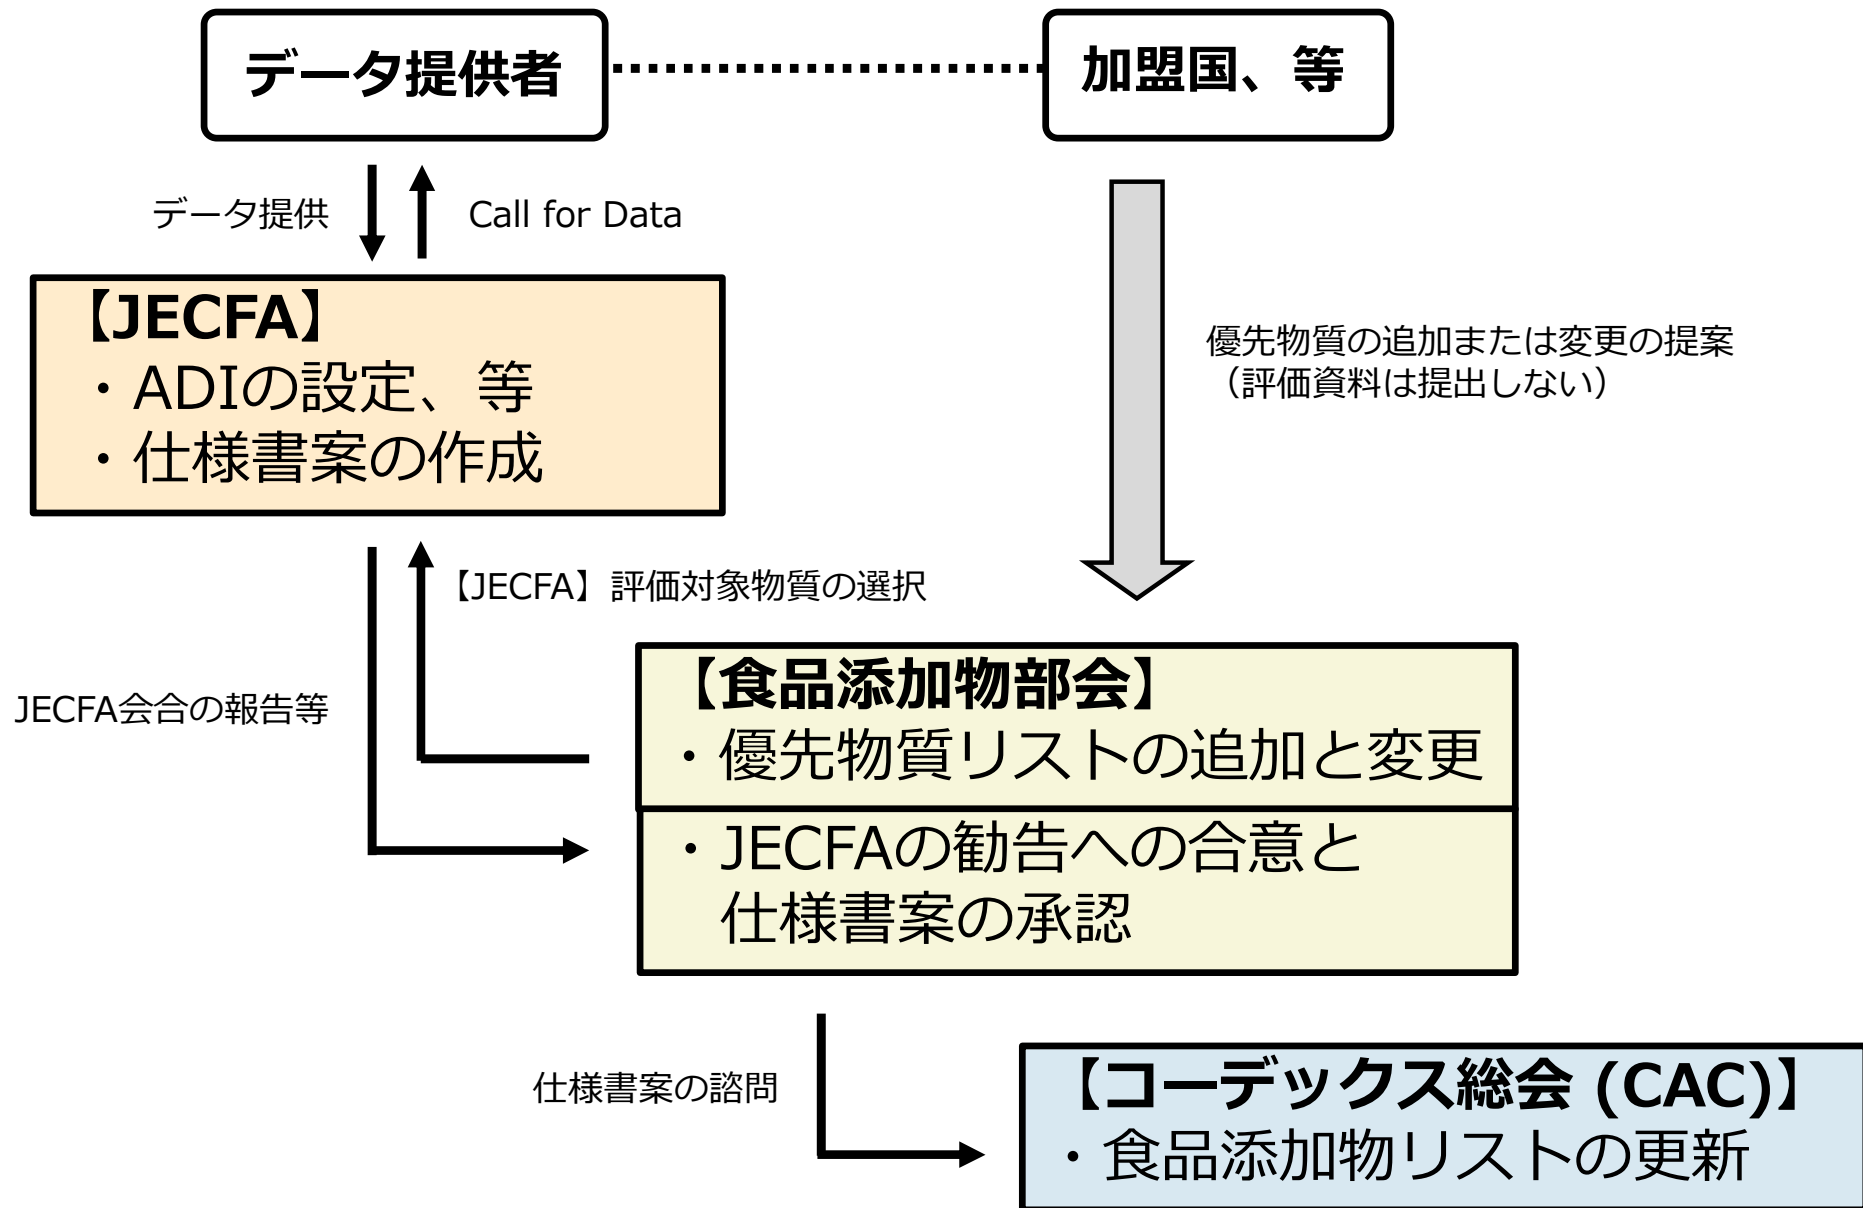 データ提供者
加盟国、等
データ提供
Call for Data
【JECFA】
・ADIの設定、等
・仕様書案の作成
優先物質の追加または変更の提案
（評価資料は提出しない）
【JECFA】評価対象物質の選択
JECFA会合の報告等
【食品添加物部会】
・優先物質リストの追加と変更
・JECFAの勧告への合意と
仕様書案の承認
仕様書案の諮問
【コーデックス総会 (CAC)】
・食品添加物リストの更新